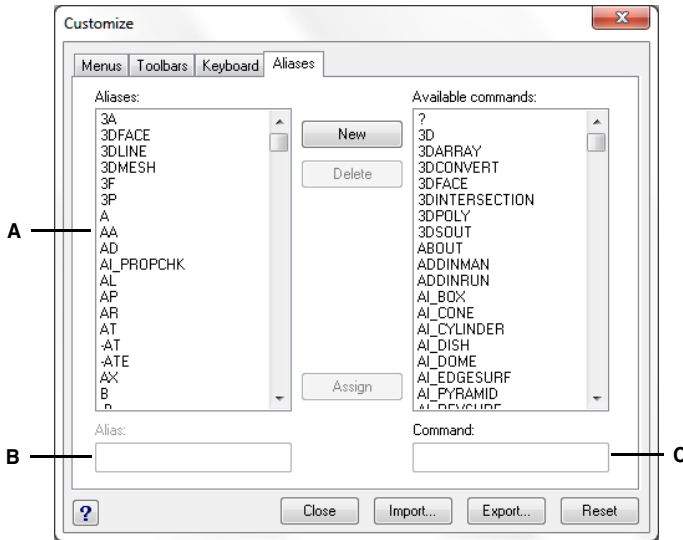 Customize
Menus
Toolbars
Keyboard
Aliases
Aliases:
3A
3DFACE
3DLINE
3DMESH
3F
3P
A
AA
AD
AI_PROPCHK
AL
AP
AR
AT
-AT
-ATE
AX
B
New
Delete
Assign
Available commands:
?
3D
3DARRAY
3DCONVERT
3DFACE
3DINTERSECTION
3DPOLY
3DSOUT
ABOUT
ADDINMAN
ADDINRUN
AI_BOX
AI_CONE
AI_CYLINDER
AI_DISH
AI_DOME
AI_EDGESURF
AI_PYRAMID
Alias:
Command:
A
B
C
?
Close
Import...
Export...
Reset